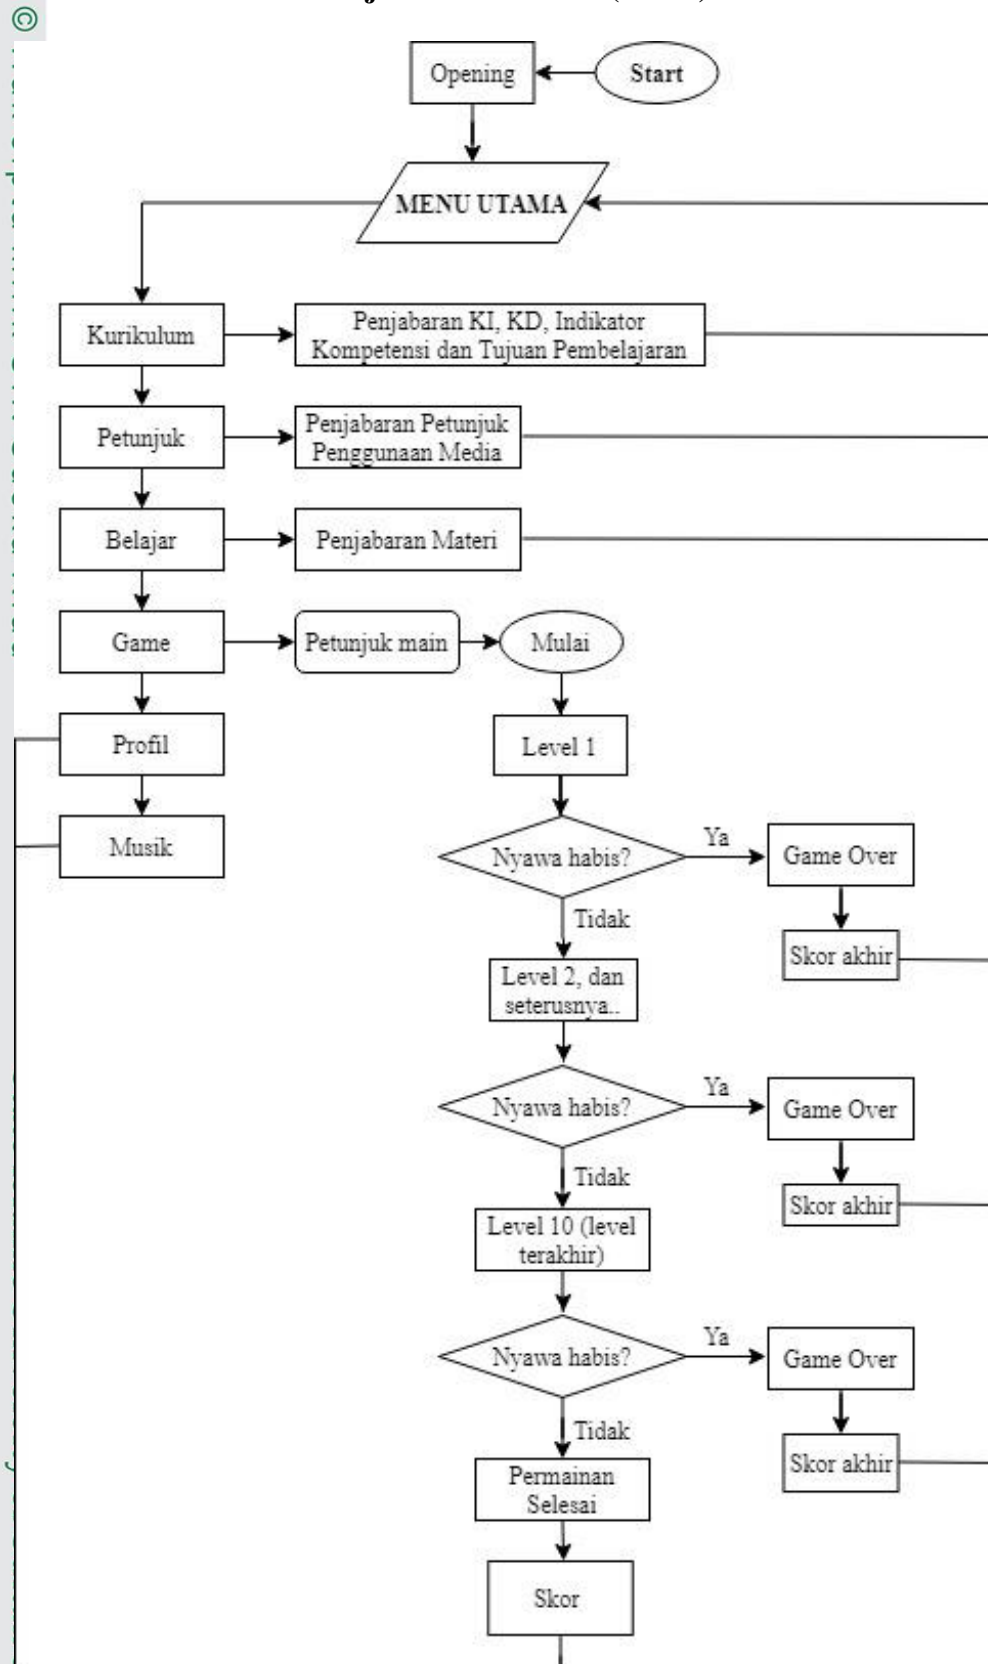 ©
Opening
Start
MENU UTAMA
Kurikulum
Penjabaran KI, KD, Indikator
Kompetensi dan Tujuan Pembelajaran
Petunjuk
Penjabaran Petunjuk
Penggunaan Media
Belajar
Penjabaran Materi
Game
Petunjuk main
Mulai
Profil
Level 1
Musik
Nyawa habis?
Ya
Game Over
Tidak
Skor akhir
Level 2, dan
seterusnya..
Nyawa habis?
Ya
Game Over
Tidak
Skor akhir
Level 10 (level
terakhir)
Nyawa habis?
Ya
Game Over
Tidak
Skor akhir
Permainan
Selesai
Skor